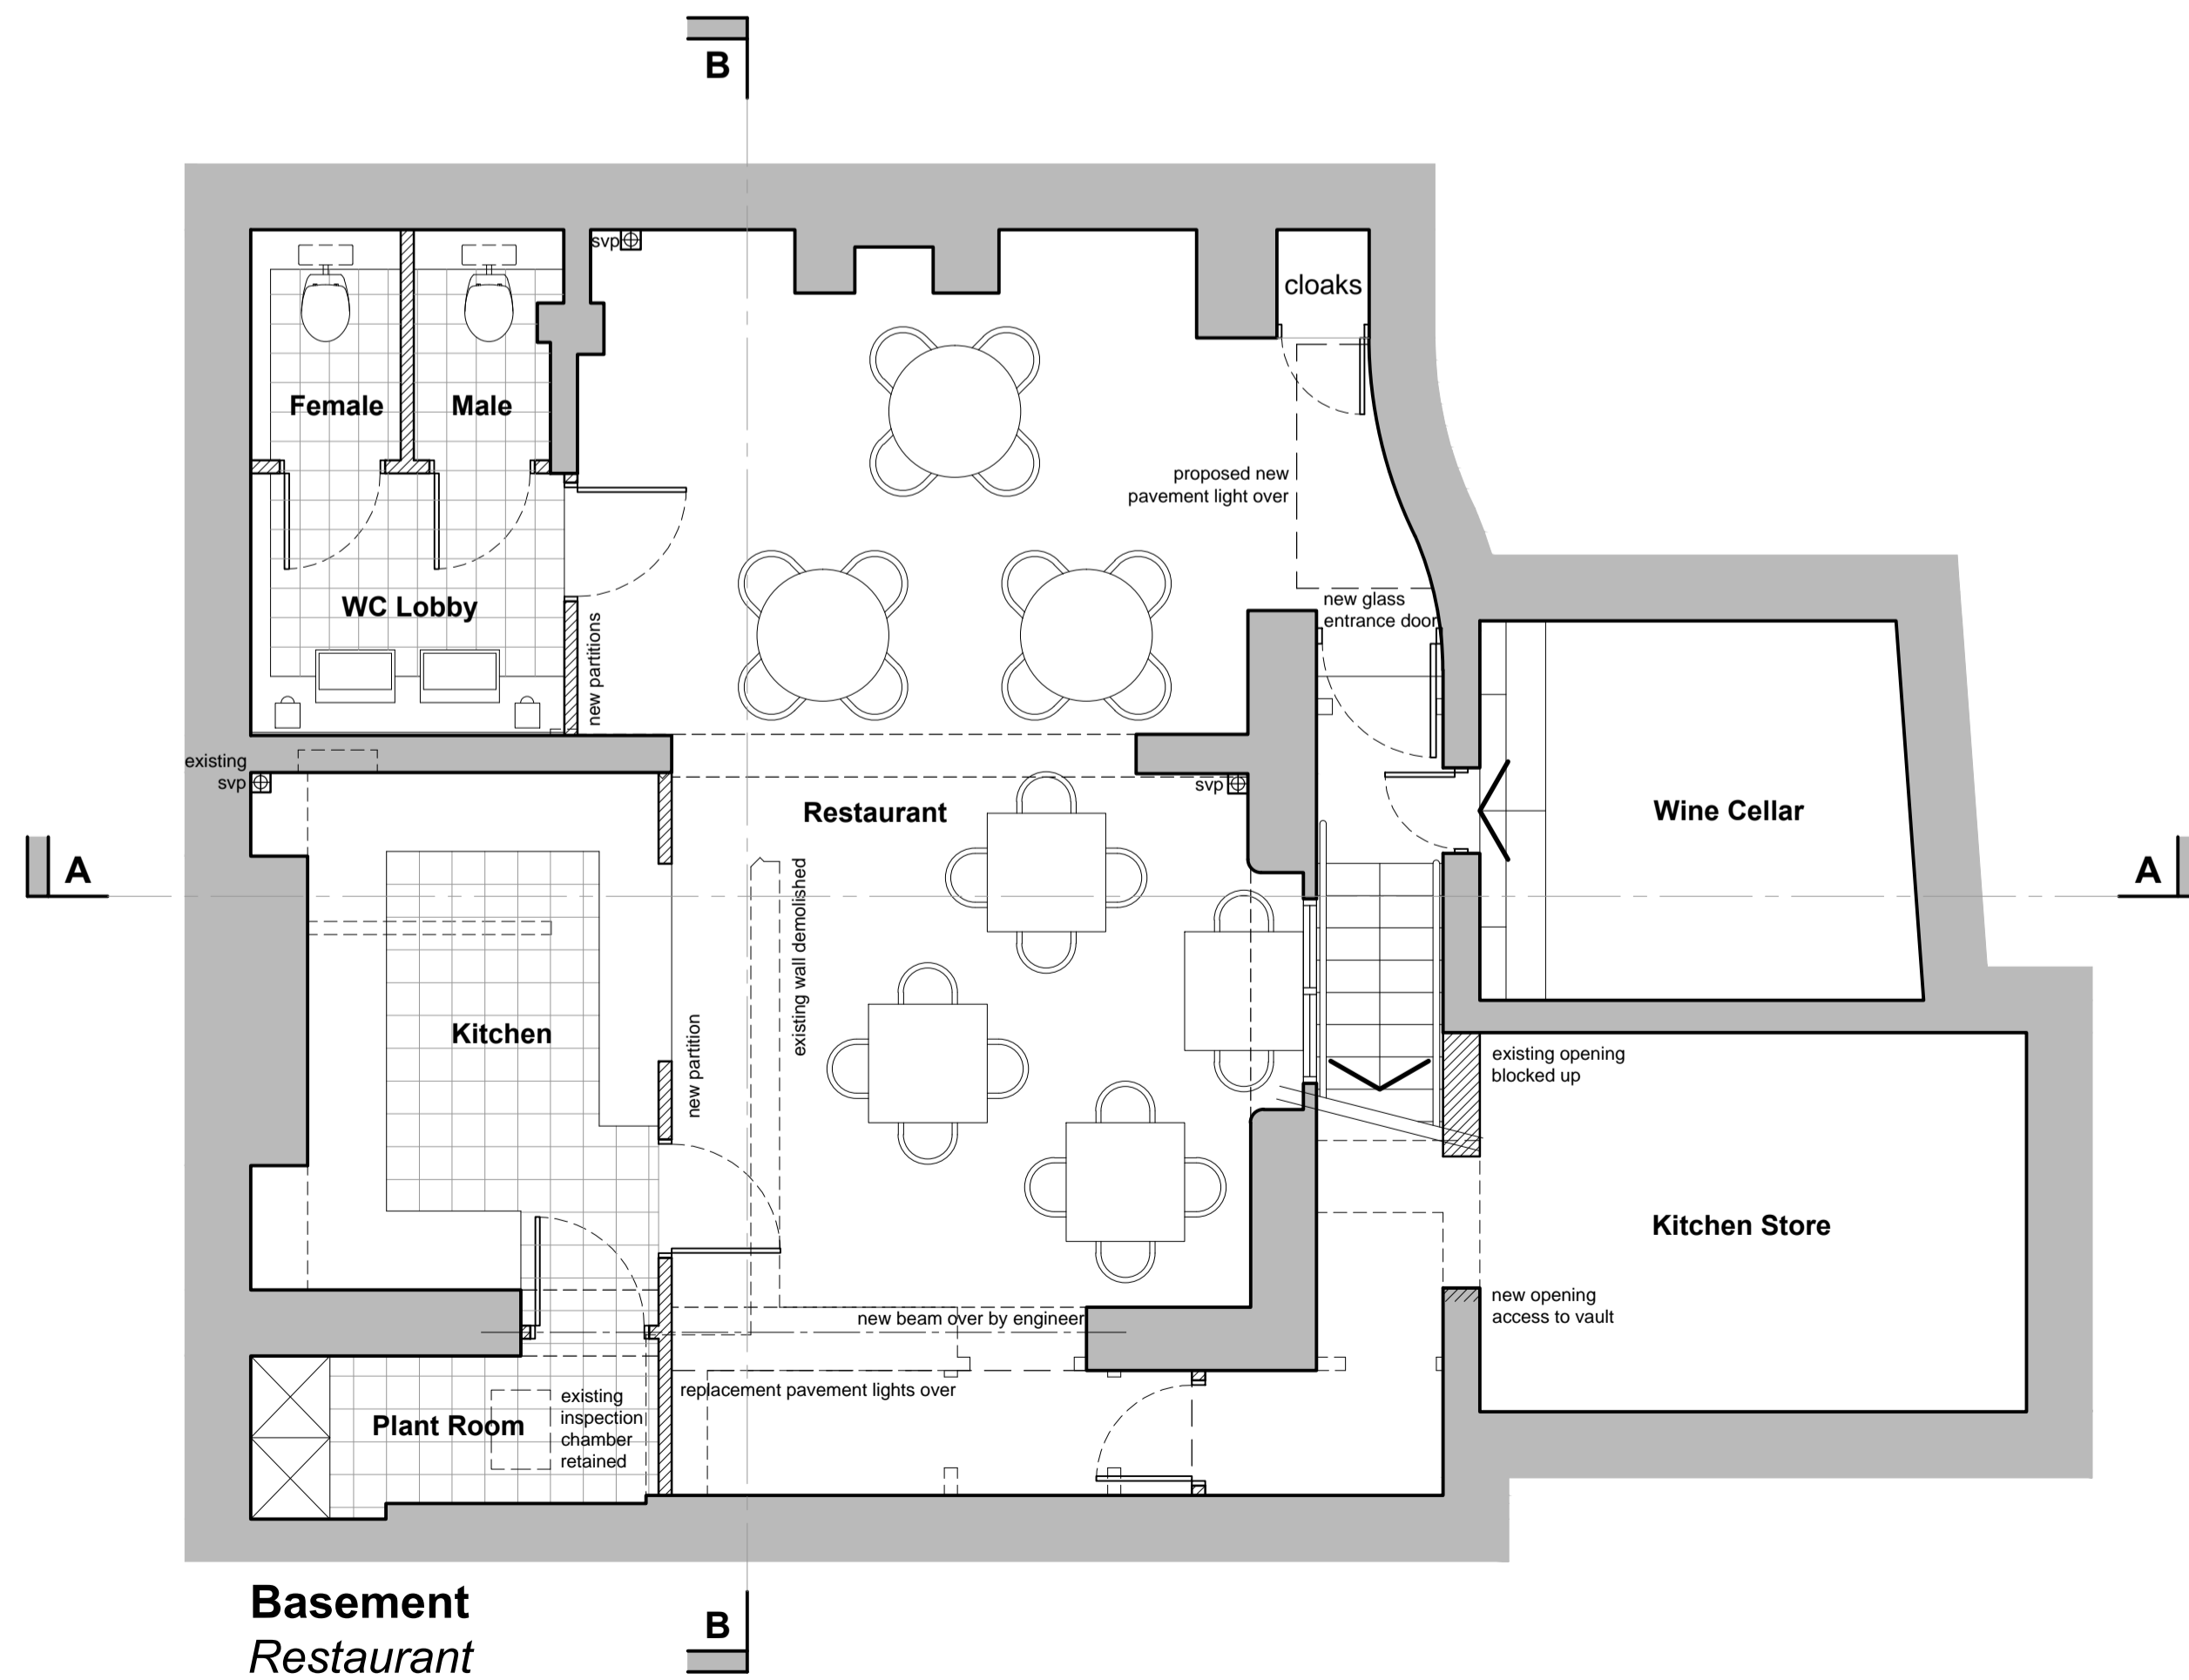 B
svp
cloaks
Female
Male
proposed new
pavement light over
WC Lobby
new partitions
new glass
entrance door
existing
svp
svp
Restaurant
Wine Cellar
A
A
existing wall demolished
Kitchen
new partition
existing opening
blocked up
Kitchen Store
new opening
access to vault
new beam over by engineer
replacement pavement lights over
Plant Room
existing
inspection
chamber
retained
Basement
Restaurant
B